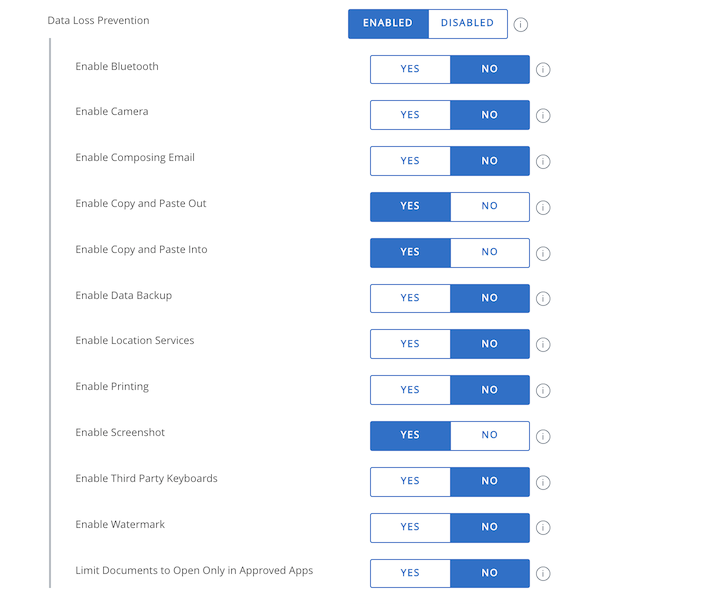 Data Loss Prevention ENABLED DISABLED i
Enable Bluetooth YES NO i
Enable Camera YES NO i
Enable Composing Email YES NO i
Enable Copy and Paste Out YES NO i
Enable Copy and Paste Into YES NO i
Enable Data Backup YES NO i
Enable Location Services YES NO i
Enable Printing YES NO i
Enable Screenshot YES NO i
Enable Third Party Keyboards YES NO i
Enable Watermark YES NO i
Limit Documents to Open Only in Approved Apps YES NO i